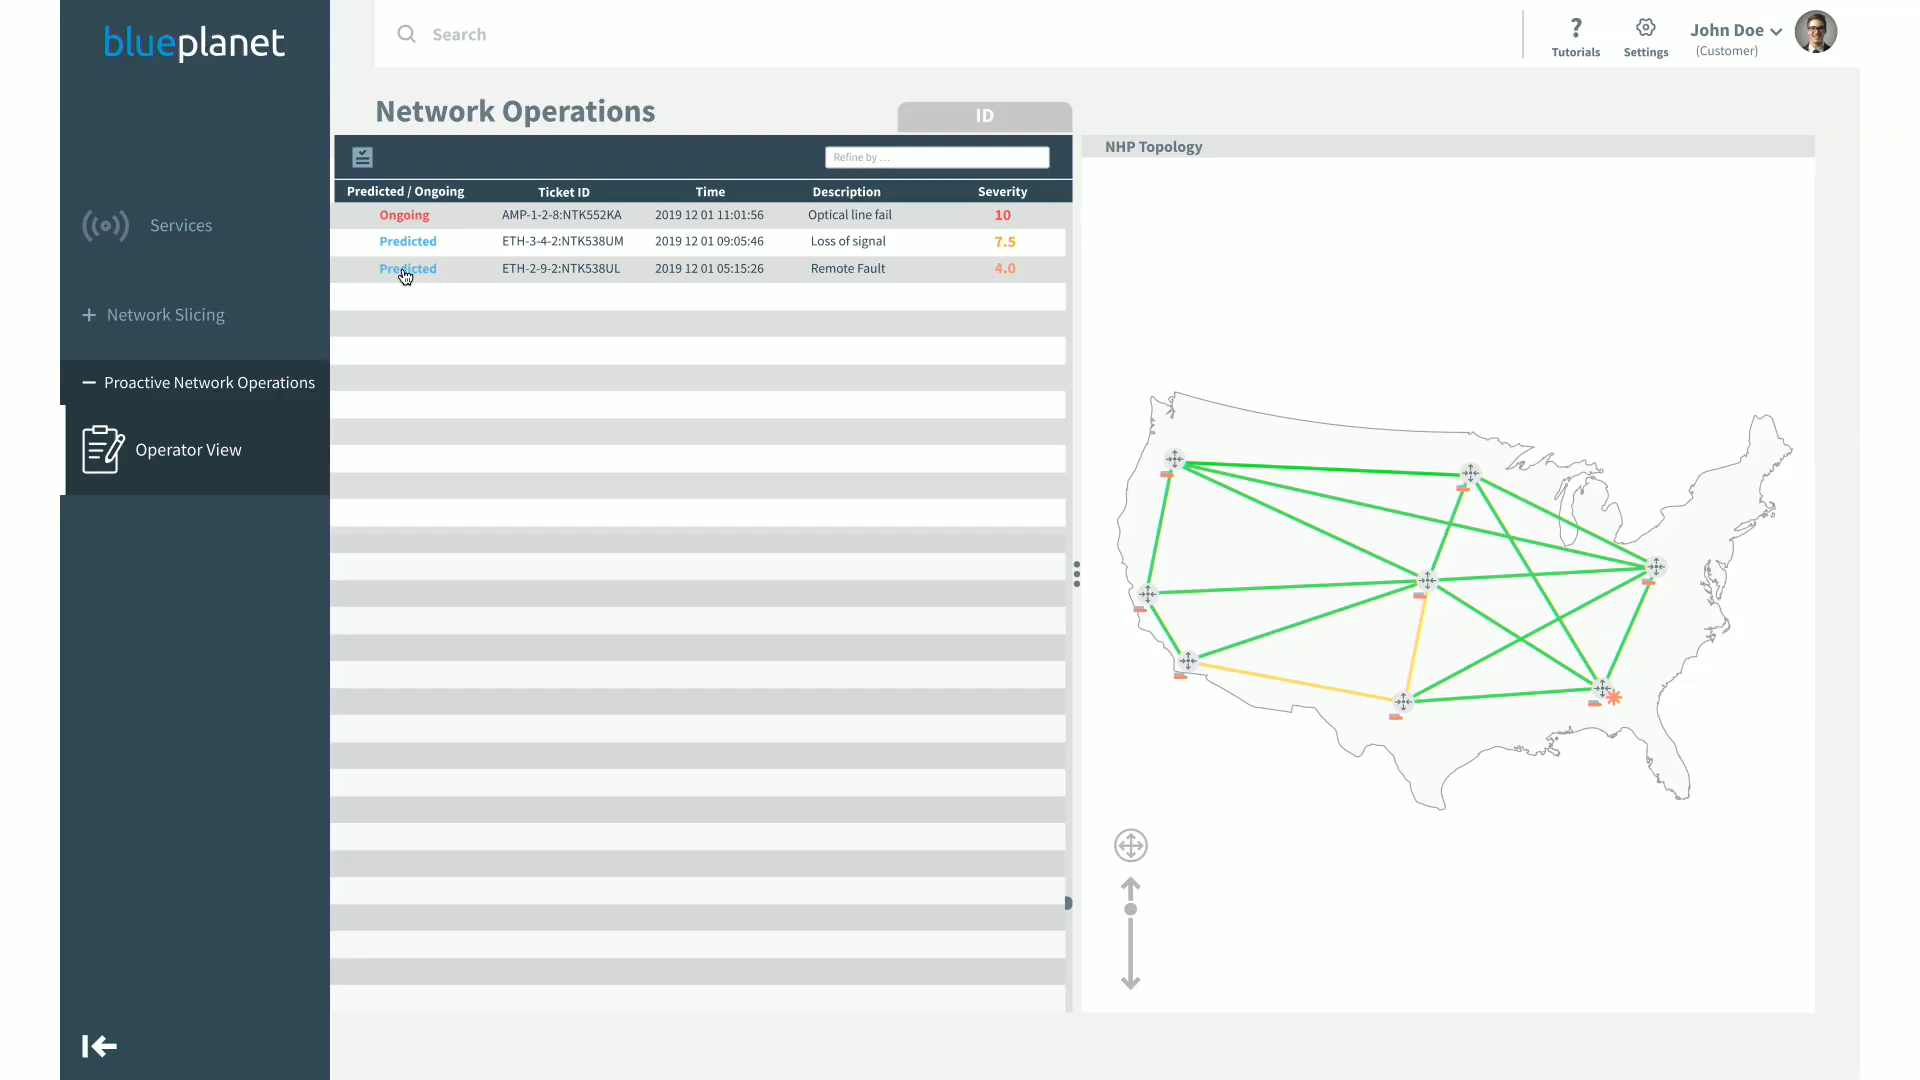 blueplanet
Search
?
Tutorials
Settings
John Doe
(Customer)
Network Operations
ID
Refine by ...
NHP Topology
Predicted / Ongoing Ticket ID Time Description Severity
Ongoing AMP-1-2-8:NTK552KA 2019 12 01 11:01:56 Optical line fail 10
Predicted ETH-3-4-2:NTK538UM 2019 12 01 09:05:46 Loss of signal 7.5
Predicted ETH-2-9-2:NTK538UL 2019 12 01 05:15:26 Remote Fault 4.0
Services
+ Network Slicing
− Proactive Network Operations
Operator View